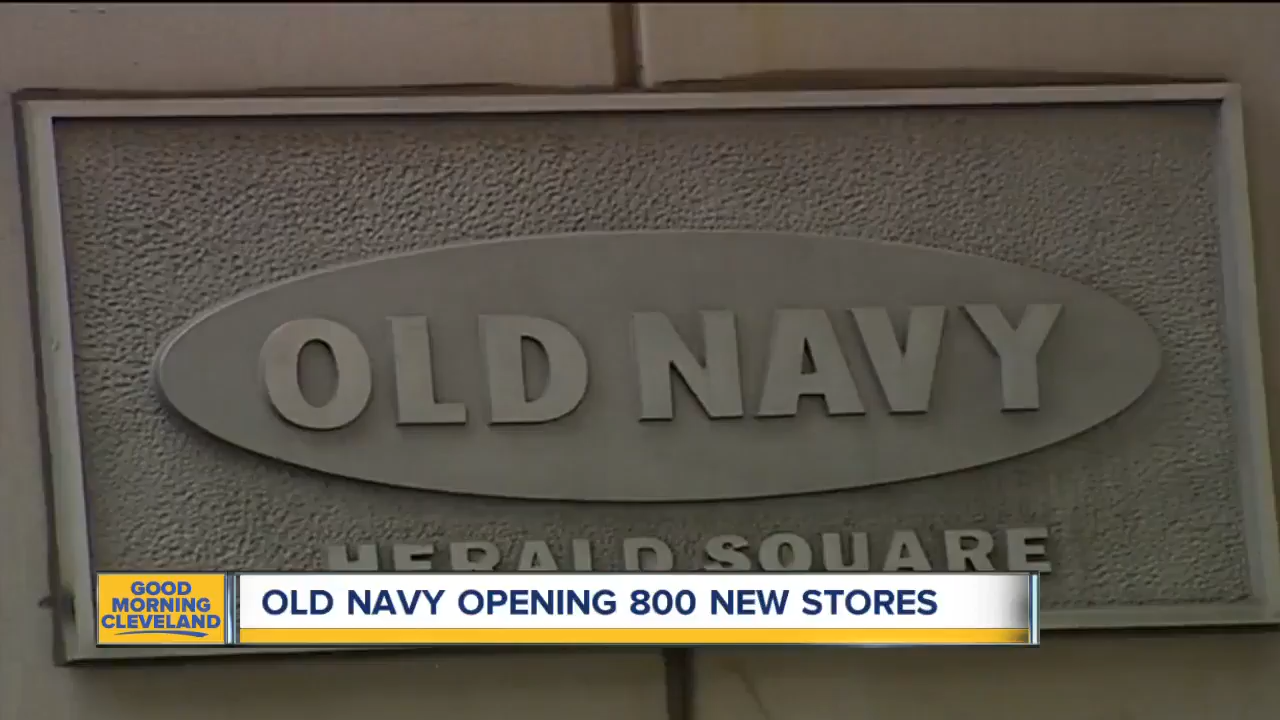 OLD NAVY
HERALD SQUARE
GOOD
MORNING
CLEVELAND
OLD NAVY OPENING 800 NEW STORES